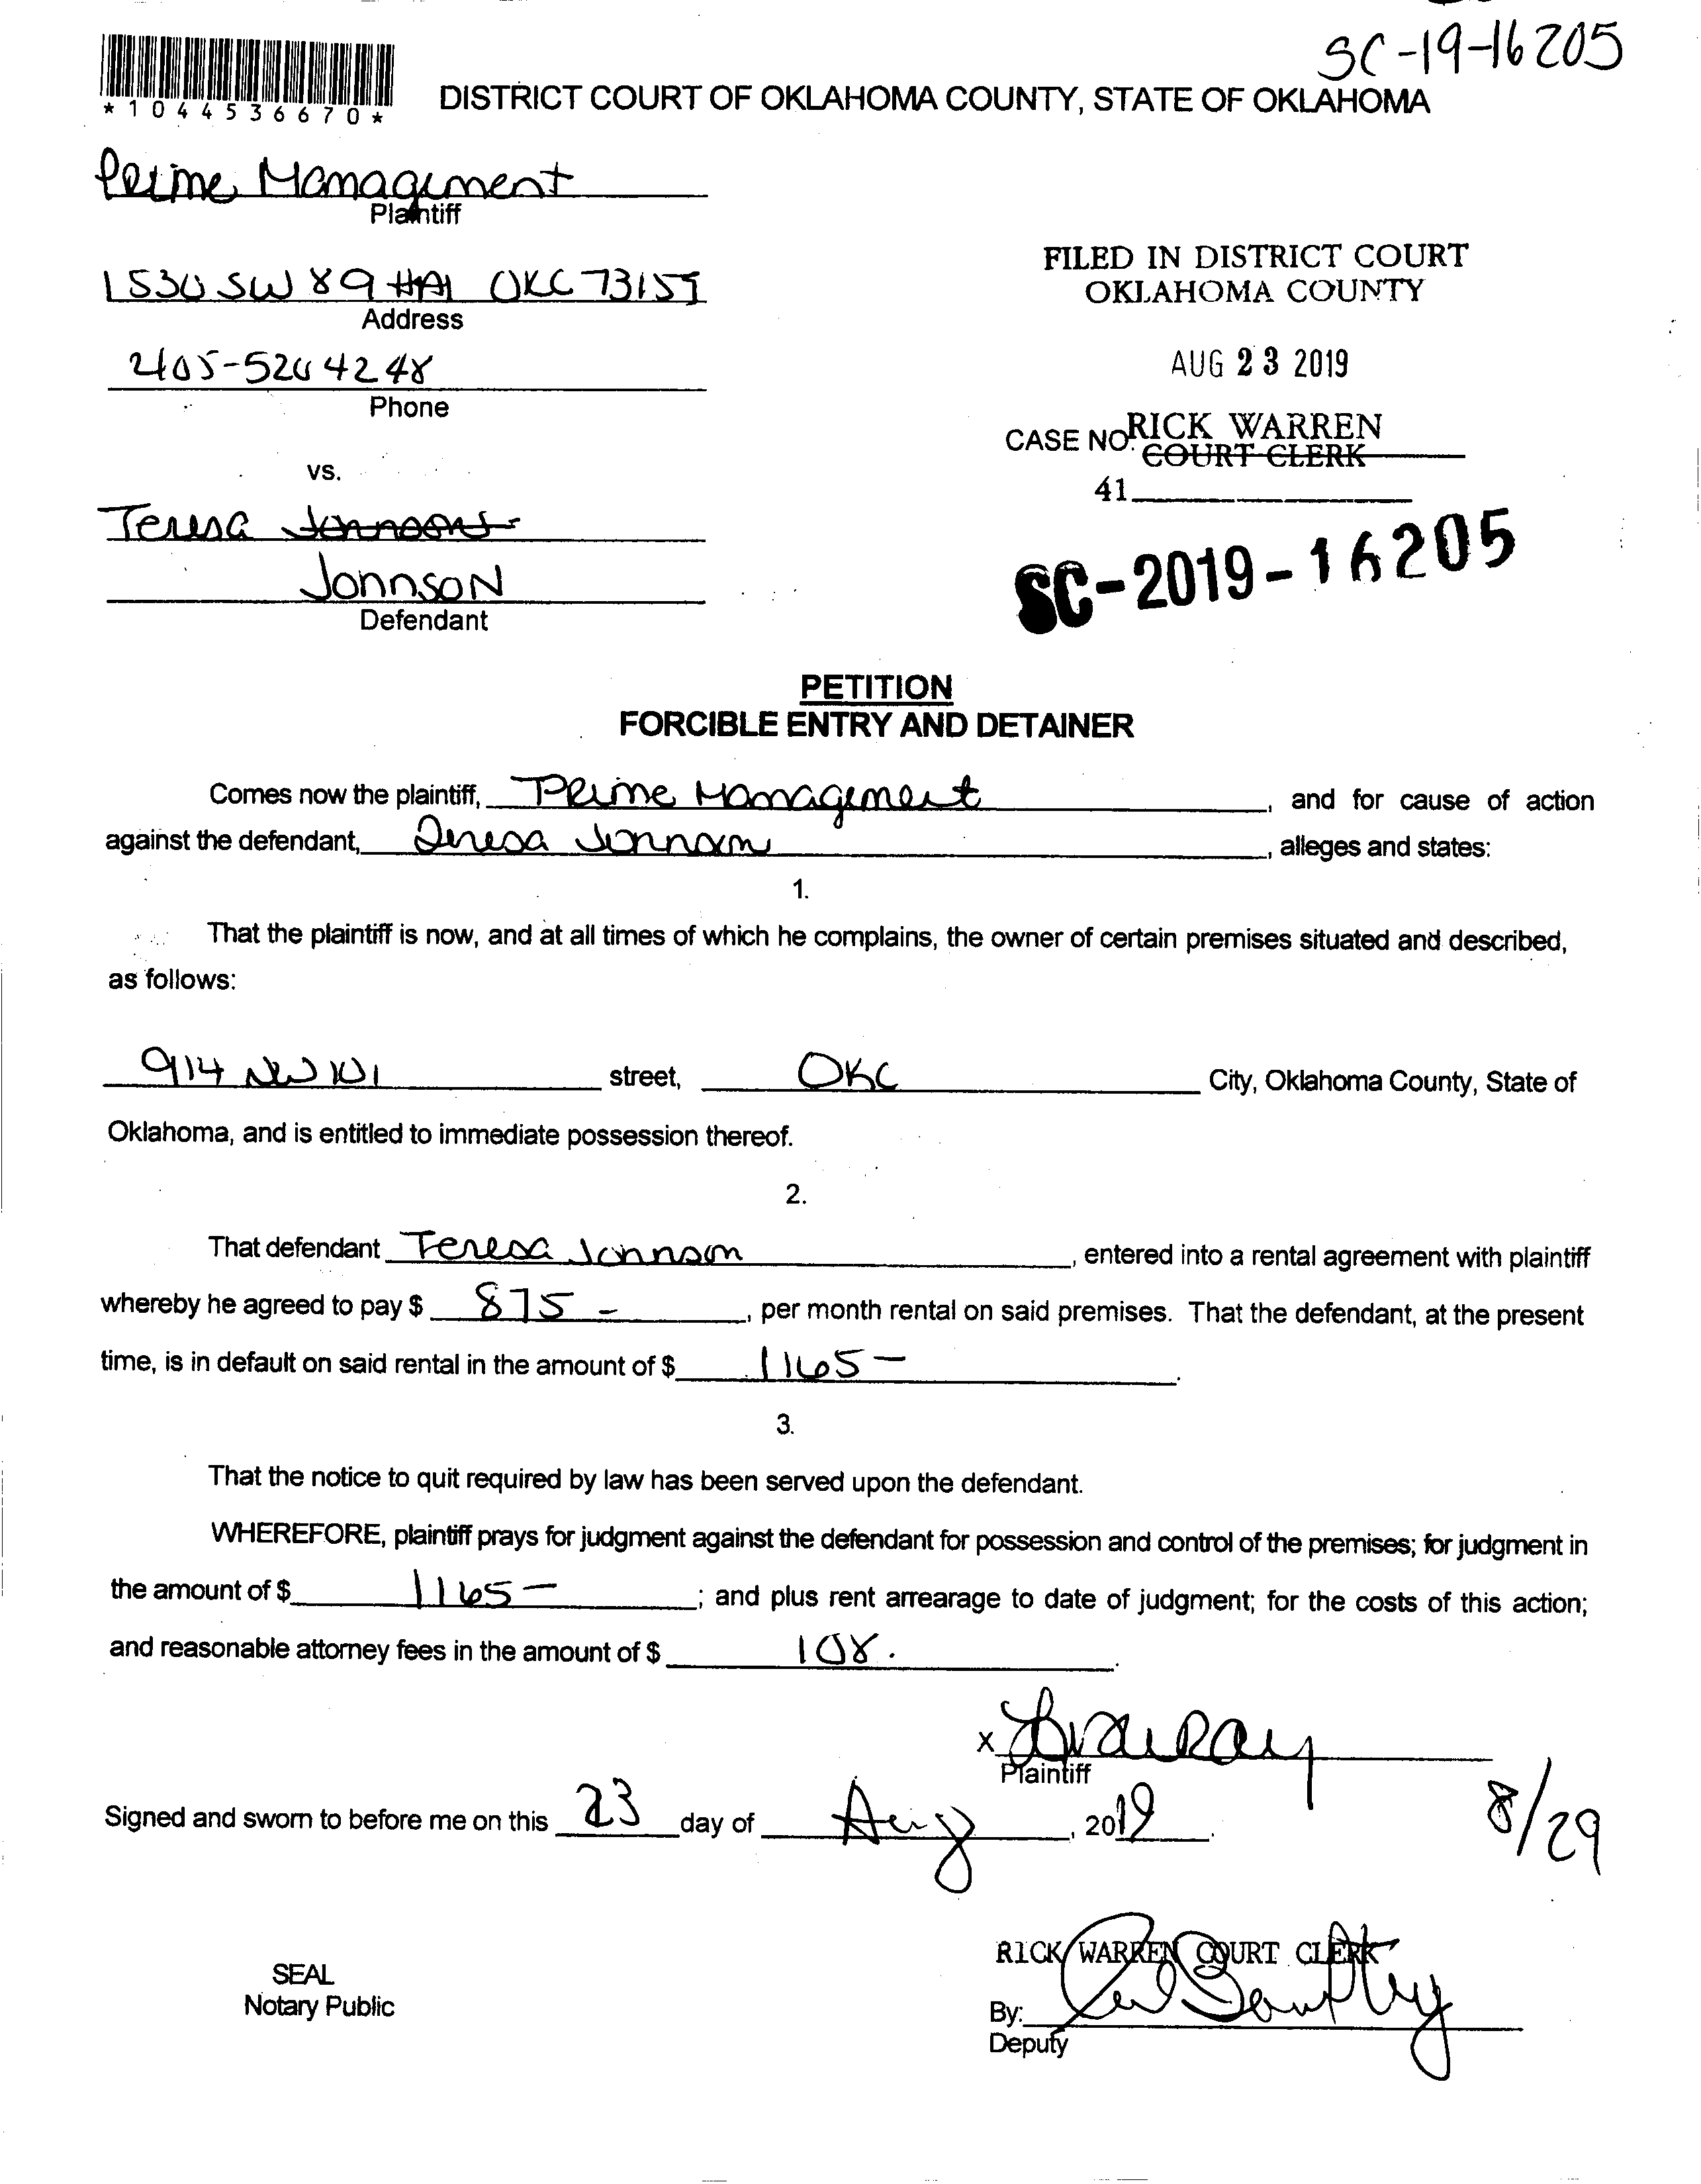 SC-19-16205
*1044536670*
DISTRICT COURT OF OKLAHOMA COUNTY, STATE OF OKLAHOMA
Prime Management
Plaintiff
1530 SW 89 #A1 OKC 73159
Address
405-520 4248
Phone
vs.
Teresa Johnson
Johnson
Defendant
FILED IN DISTRICT COURT
OKLAHOMA COUNTY
AUG 23 2019
RICK WARREN
CASE NO.
COURT CLERK
41
SC-2019-16205
PETITION
FORCIBLE ENTRY AND DETAINER
Comes now the plaintiff, Prime Management, and for cause of action
against the defendant, Teresa Johnson, alleges and states:
1.
That the plaintiff is now, and at all times of which he complains, the owner of certain premises situated and described,
as follows:
914 NW 101 street, OKC City, Oklahoma County, State of
Oklahoma, and is entitled to immediate possession thereof.
2.
That defendant Teresa Johnson, entered into a rental agreement with plaintiff
whereby he agreed to pay $ 875 -, per month rental on said premises. That the defendant, at the present
time, is in default on said rental in the amount of $ 1165 -.
3.
That the notice to quit required by law has been served upon the defendant.
WHEREFORE, plaintiff prays for judgment against the defendant for possession and control of the premises; for judgment in
the amount of $ 1165 -; and plus rent arrearage to date of judgment; for the costs of this action;
and reasonable attorney fees in the amount of $ 108..
x
Plaintiff
Signed and sworn to before me on this 23 day of Aug, 2019.
8/29
RICK WARREN COURT CLERK
SEAL
Notary Public
By:
Deputy